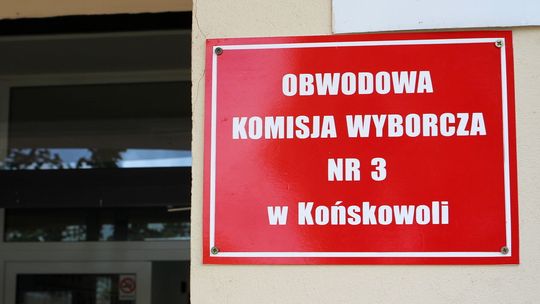 OBWODOWA
KOMISJA WYBORCZA
NR 3
w Końskowoli